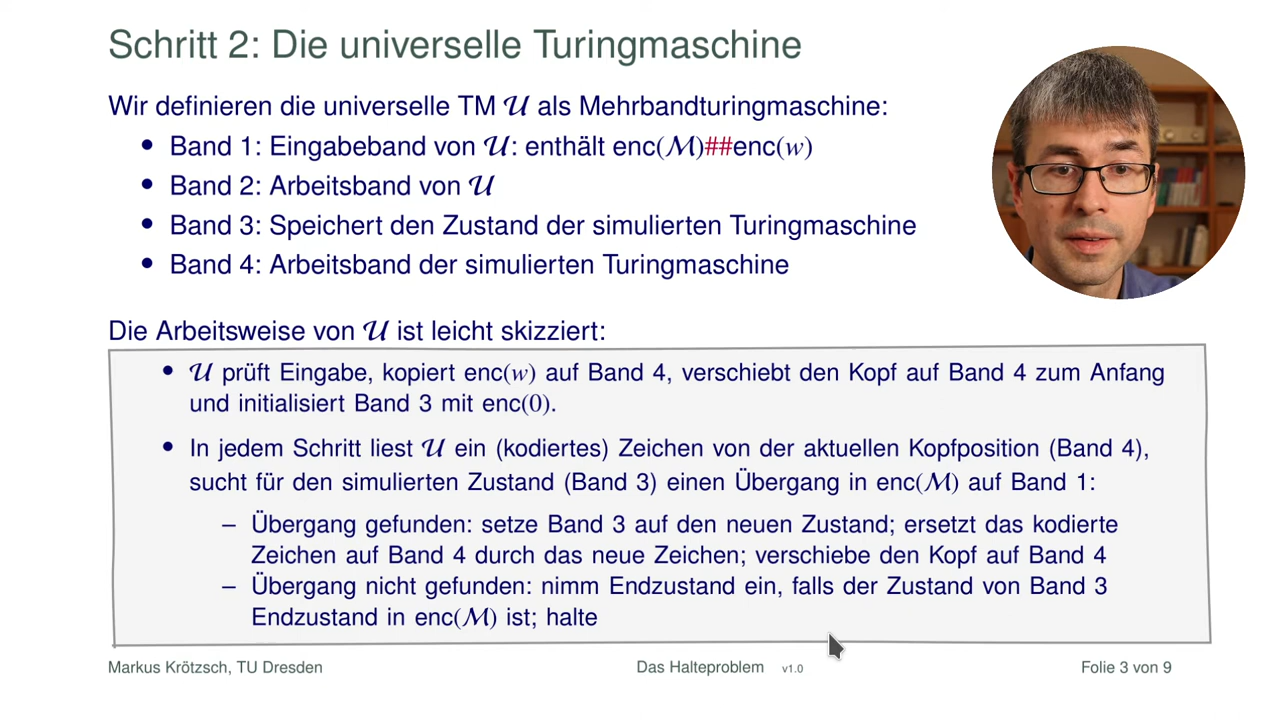 Schritt 2: Die universelle Turingmaschine
Wir definieren die universelle TM 𝒰 als Mehrbandturingmaschine:
• Band 1: Eingabeband von 𝒰: enthält enc(ℳ)##enc(w)
• Band 2: Arbeitsband von 𝒰
• Band 3: Speichert den Zustand der simulierten Turingmaschine
• Band 4: Arbeitsband der simulierten Turingmaschine
Die Arbeitsweise von 𝒰 ist leicht skizziert:
• 𝒰 prüft Eingabe, kopiert enc(w) auf Band 4, verschiebt den Kopf auf Band 4 zum Anfang
und initialisiert Band 3 mit enc(0).
• In jedem Schritt liest 𝒰 ein (kodiertes) Zeichen von der aktuellen Kopfposition (Band 4),
sucht für den simulierten Zustand (Band 3) einen Übergang in enc(ℳ) auf Band 1:
– Übergang gefunden: setze Band 3 auf den neuen Zustand; ersetzt das kodierte
Zeichen auf Band 4 durch das neue Zeichen; verschiebe den Kopf auf Band 4
– Übergang nicht gefunden: nimm Endzustand ein, falls der Zustand von Band 3
Endzustand in enc(ℳ) ist; halte
Markus Krötzsch, TU Dresden
Das Halteproblem v1.0
Folie 3 von 9